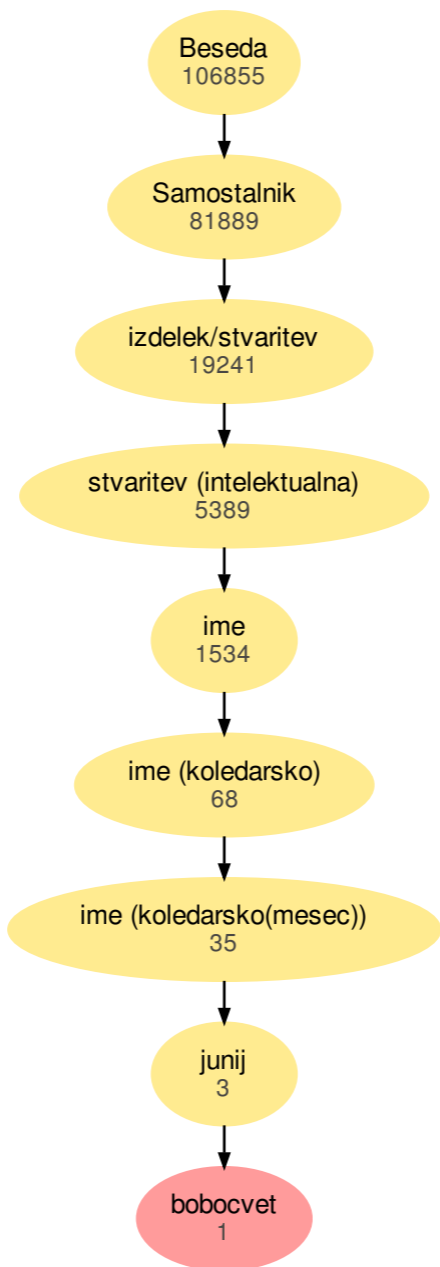 Beseda
106855
Samostalnik
81889
izdelek/stvaritev
19241
stvaritev (intelektualna)
5389
ime
1534
ime (koledarsko)
68
ime (koledarsko(mesec))
35
junij
3
bobocvet
1